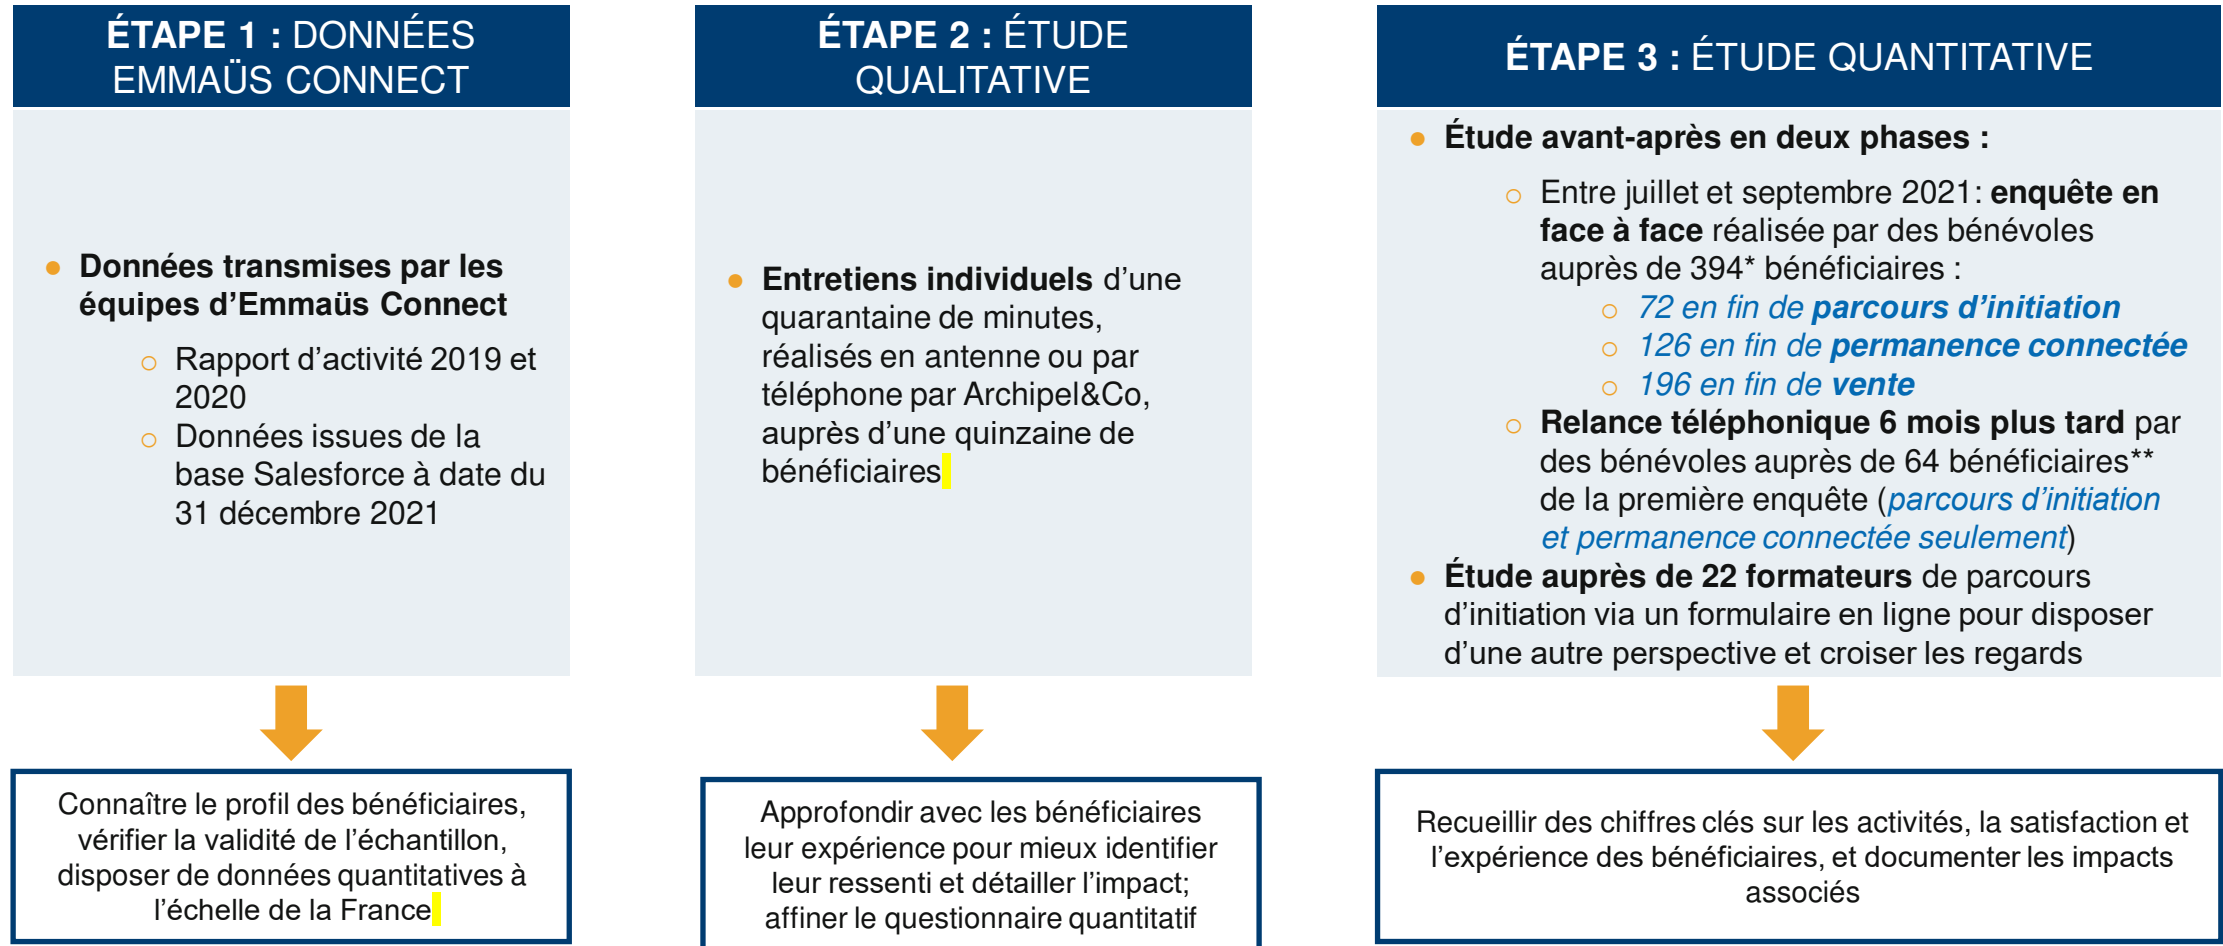 ÉTAPE 1 : DONNÉES
EMMAÜS CONNECT
● Données transmises par les
équipes d’Emmaüs Connect
○ Rapport d’activité 2019 et
2020
○ Données issues de la
base Salesforce à date du
31 décembre 2021
Connaître le profil des bénéficiaires,
vérifier la validité de l’échantillon,
disposer de données quantitatives à
l’échelle de la France
ÉTAPE 2 : ÉTUDE
QUALITATIVE
● Entretiens individuels d’une
quarantaine de minutes,
réalisés en antenne ou par
téléphone par Archipel&Co,
auprès d’une quinzaine de
bénéficiaires
Approfondir avec les bénéficiaires
leur expérience pour mieux identifier
leur ressenti et détailler l’impact;
affiner le questionnaire quantitatif
ÉTAPE 3 : ÉTUDE QUANTITATIVE
● Étude avant-après en deux phases :
○ Entre juillet et septembre 2021: enquête en
face à face réalisée par des bénévoles
auprès de 394* bénéficiaires :
○ 72 en fin de parcours d’initiation
○ 126 en fin de permanence connectée
○ 196 en fin de vente
○ Relance téléphonique 6 mois plus tard par
des bénévoles auprès de 64 bénéficiaires**
de la première enquête (parcours d’initiation
et permanence connectée seulement)
● Étude auprès de 22 formateurs de parcours
d’initiation via un formulaire en ligne pour disposer
d’une autre perspective et croiser les regards
Recueillir des chiffres clés sur les activités, la satisfaction et
l’expérience des bénéficiaires, et documenter les impacts
associés